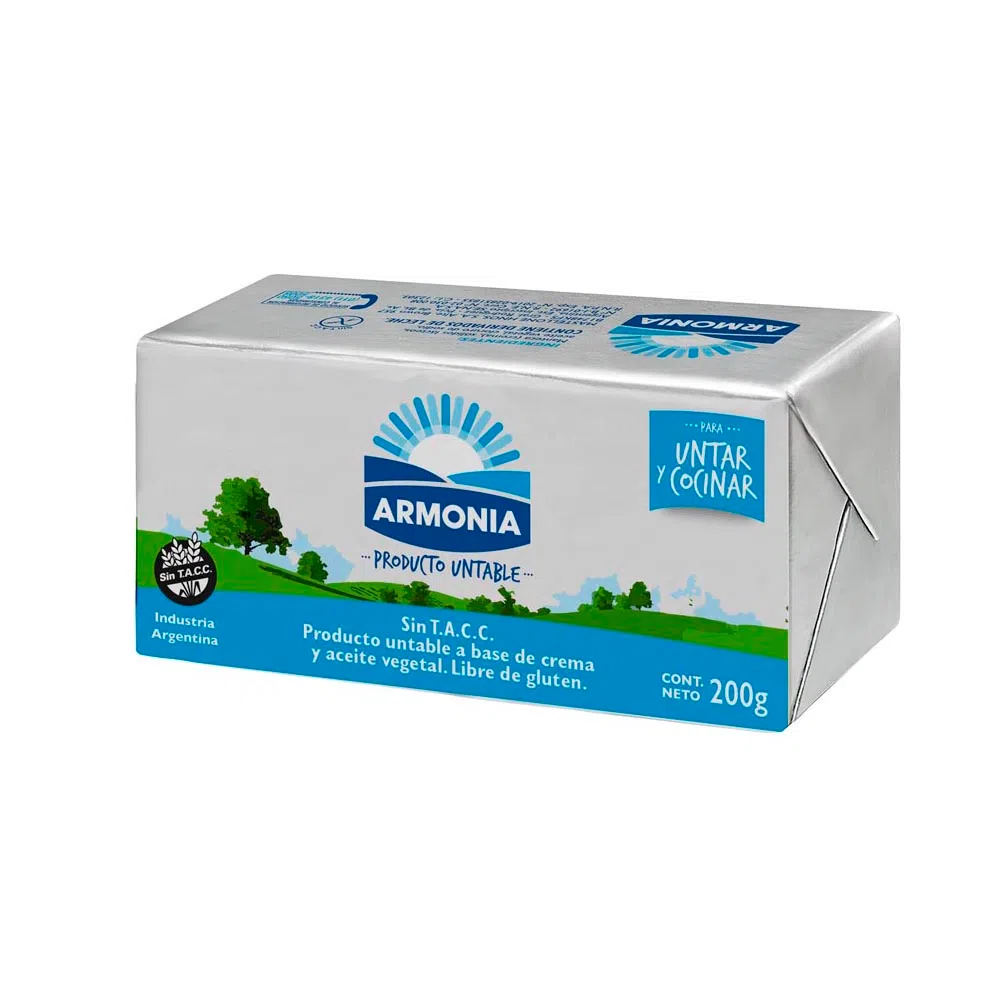 ARMONIA
INGREDIENTES:
CONTIENE DERIVADOS DE LECHE.
ARMONIA
PRODUCTO UNTABLE
PARA
UNTAR
y COCINAR
Sin T.A.C.C.
Industria
Argentina
Sin T.A.C.C.
Producto untable a base de crema
y aceite vegetal. Libre de gluten.
CONT.
NETO 200g